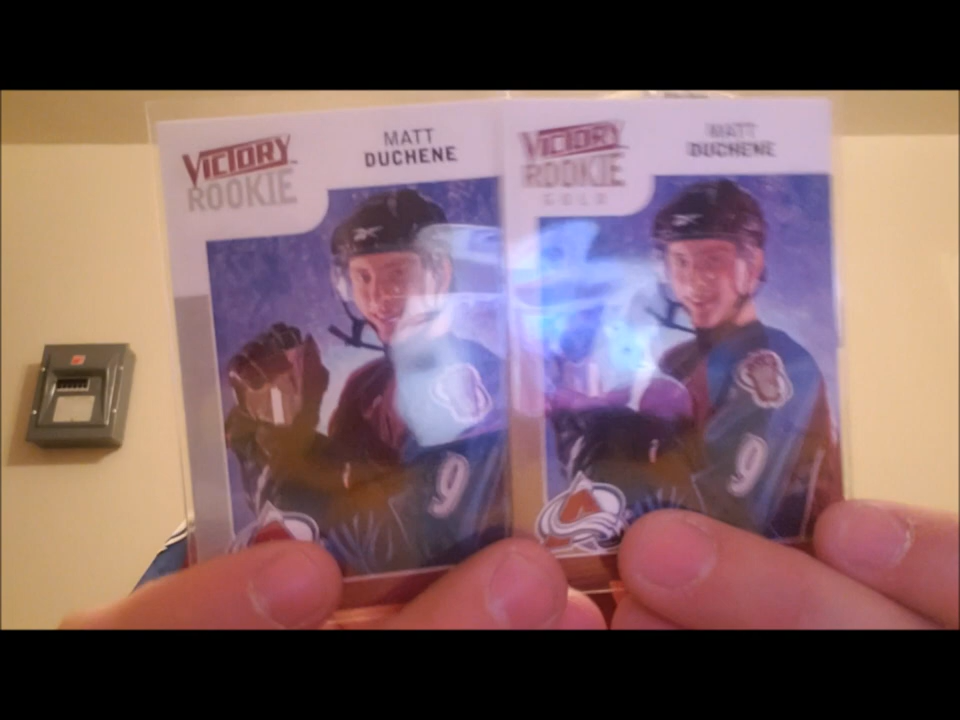 VICTORY
ROOKIE
MATT
DUCHENE
9
VICTORY
ROOKIE
GOLD
MATT
DUCHENE
9